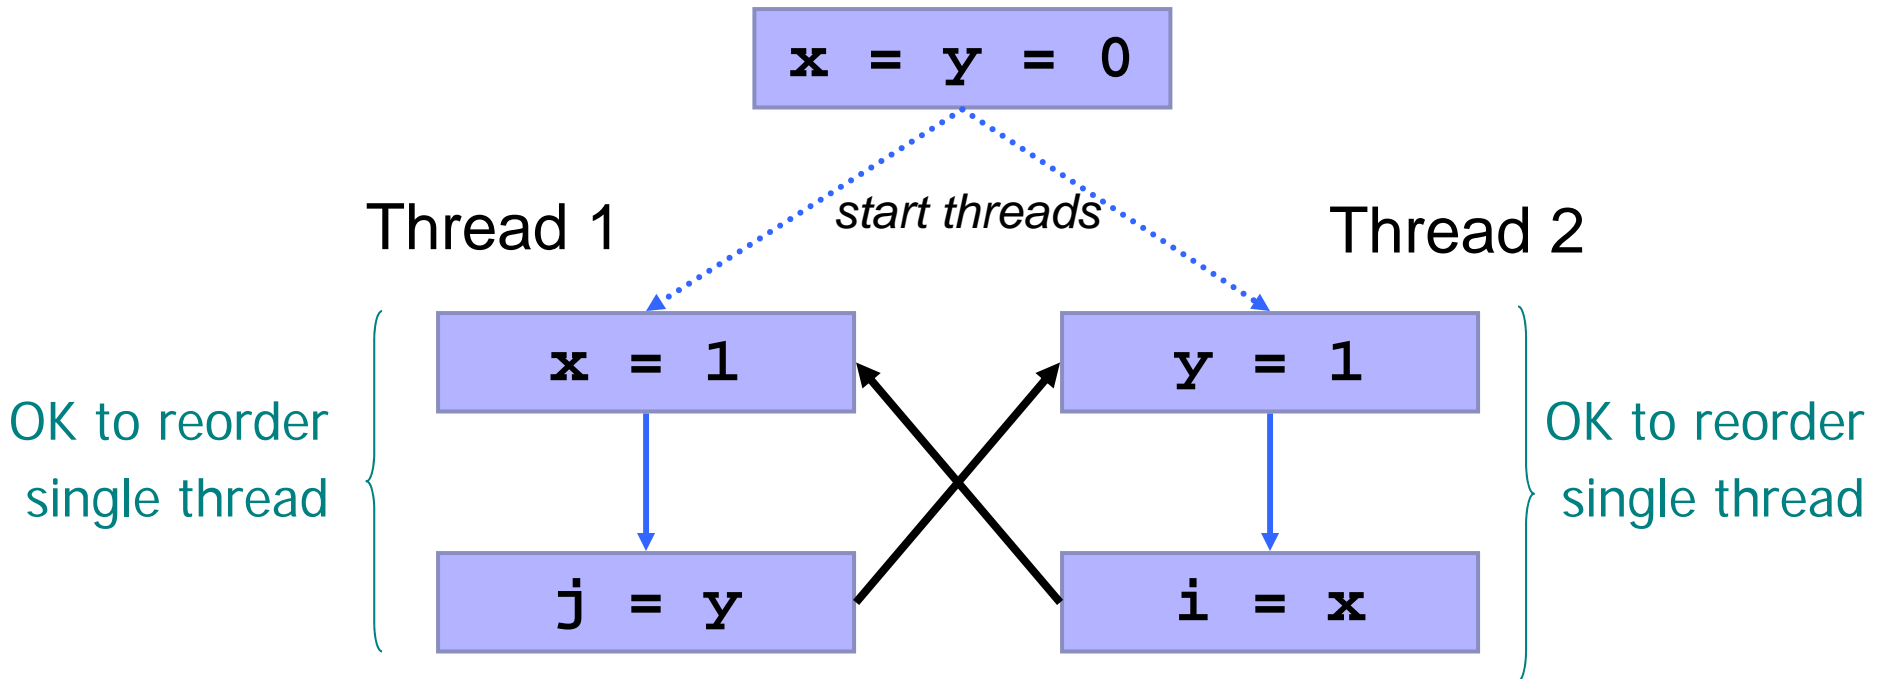 x = y = 0
start threads
Thread 1
Thread 2
x = 1
y = 1
OK to reorder
single thread
OK to reorder
single thread
j = y
i = x